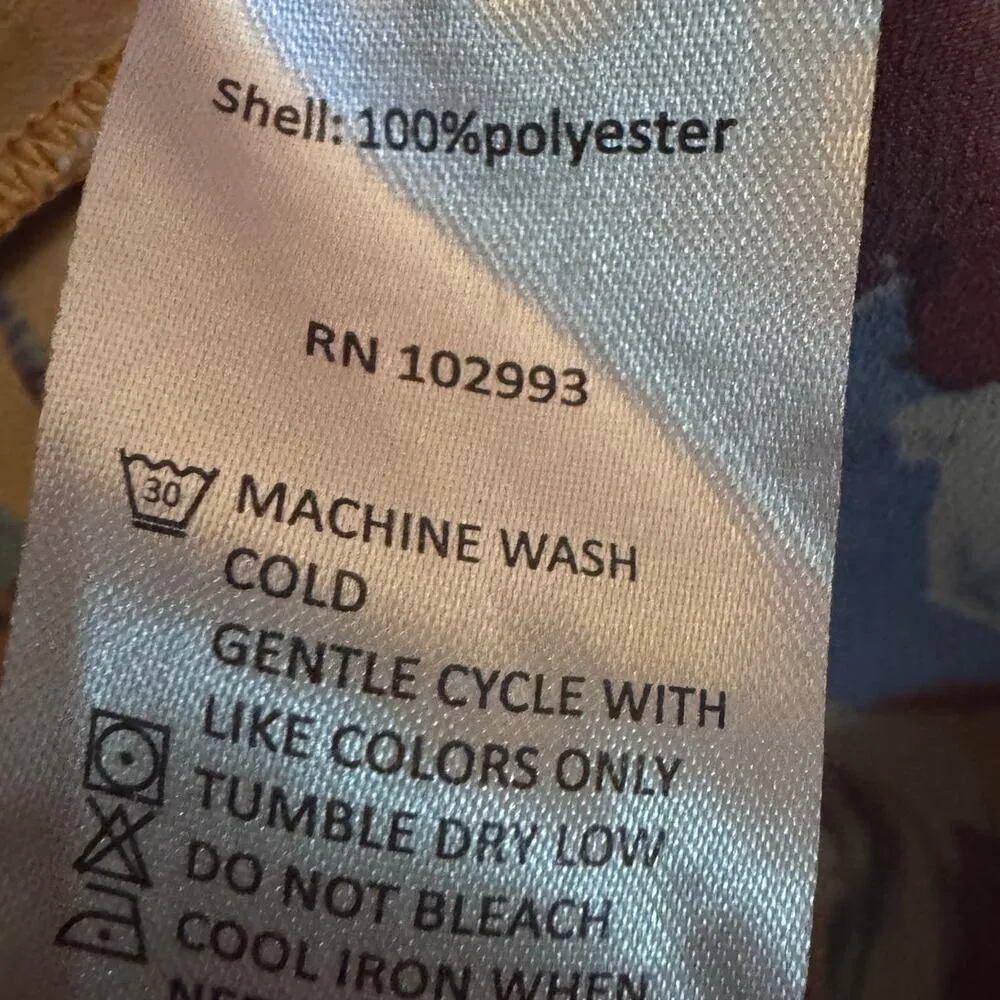 Shell: 100%polyester
RN 102993
30 MACHINE WASH
COLD
GENTLE CYCLE WITH
LIKE COLORS ONLY
TUMBLE DRY LOW
DO NOT BLEACH
COOL IRON WHEN